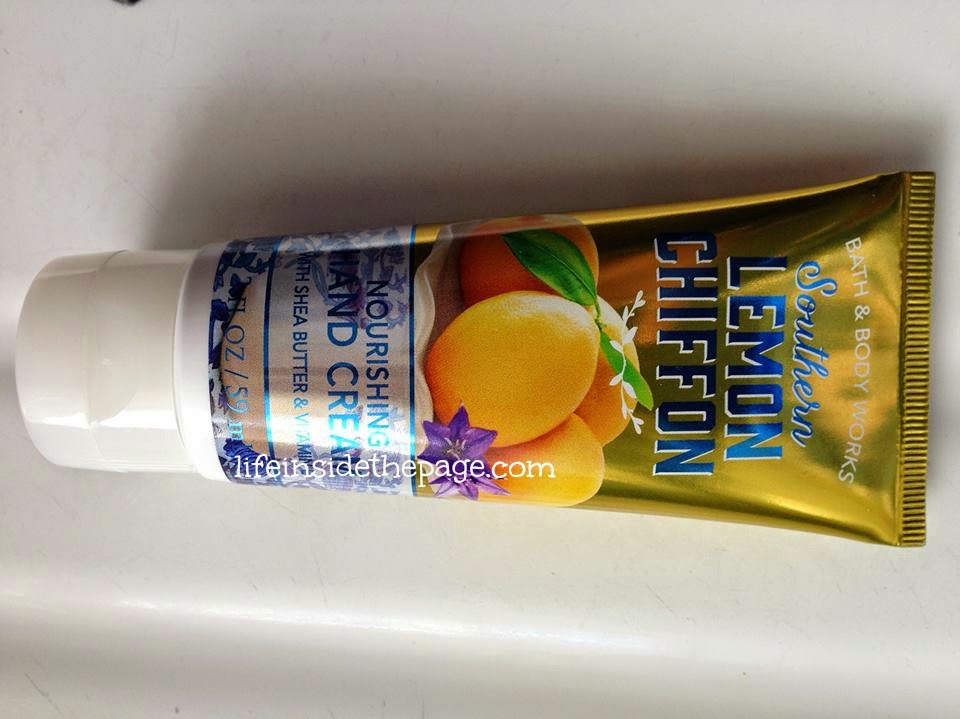 BATH & BODY WORKS
Southern
LEMON
CHIFFON
NOURISHING
HAND CREA
WITH SHEA BUTTER & VITAMI
FL OZ / 59 m
lifeinsidethepage.com